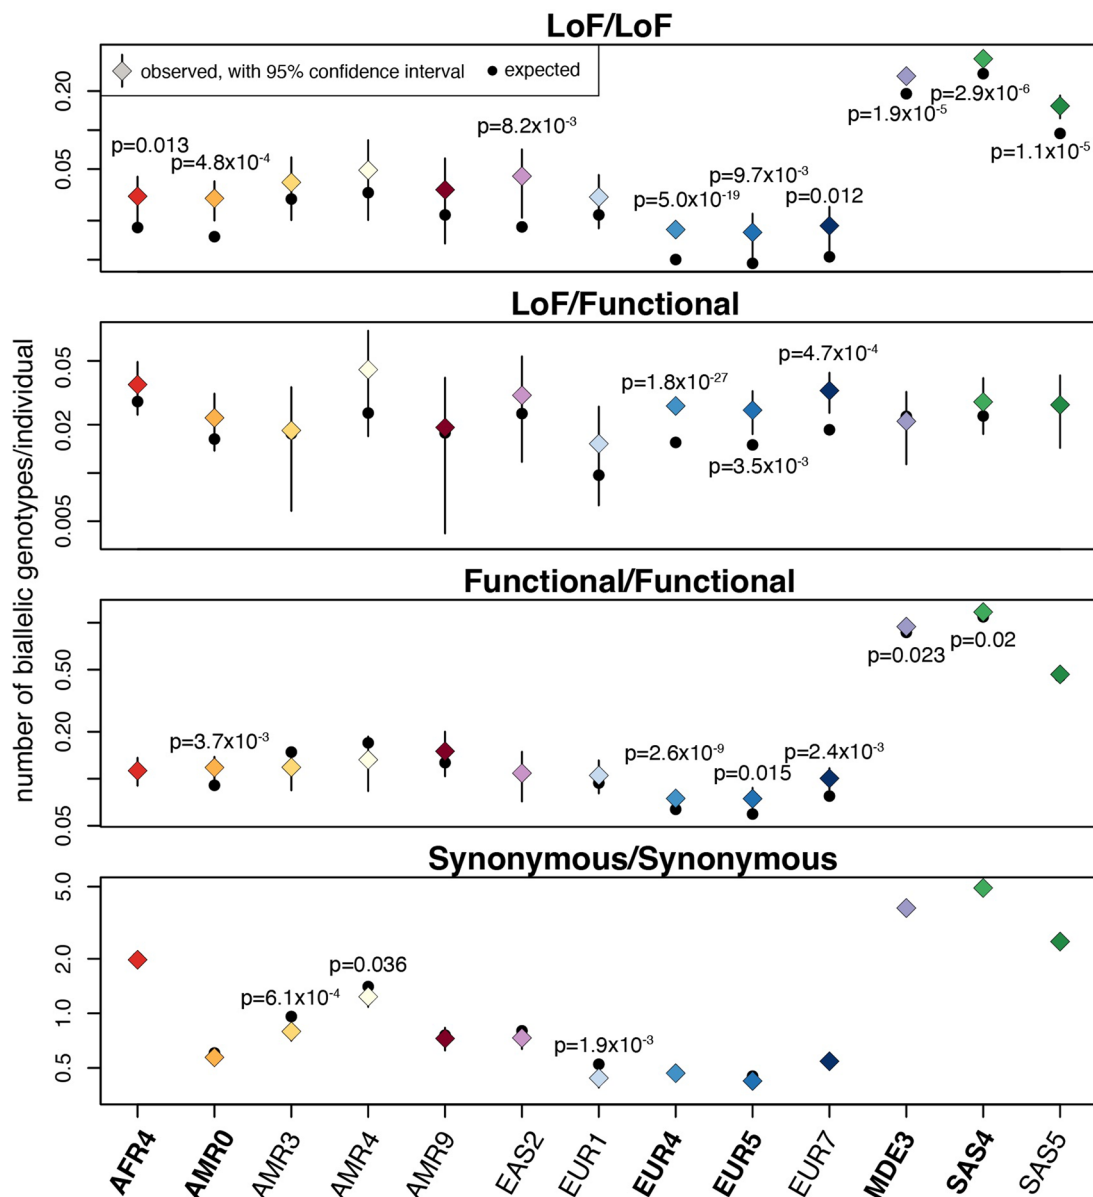 LoF/LoF
observed, with 95% confidence interval
expected
number of biallelic genotypes/individual
0.20
0.05
p=0.013
p=4.8x10-4
p=8.2x10-3
p=5.0x10-19
p=9.7x10-3
p=0.012
p=1.9x10-5
p=2.9x10-6
p=1.1x10-5
LoF/Functional
0.05
0.02
0.005
p=1.8x10-27
p=3.5x10-3
p=4.7x10-4
Functional/Functional
0.50
0.20
0.05
p=3.7x10-3
p=2.6x10-9
p=0.015
p=2.4x10-3
p=0.023
p=0.02
Synonymous/Synonymous
5.0
2.0
1.0
0.5
p=6.1x10-4
p=0.036
p=1.9x10-3
AFR4
AMR0
AMR3
AMR4
AMR9
EAS2
EUR1
EUR4
EUR5
EUR7
MDE3
SAS4
SAS5